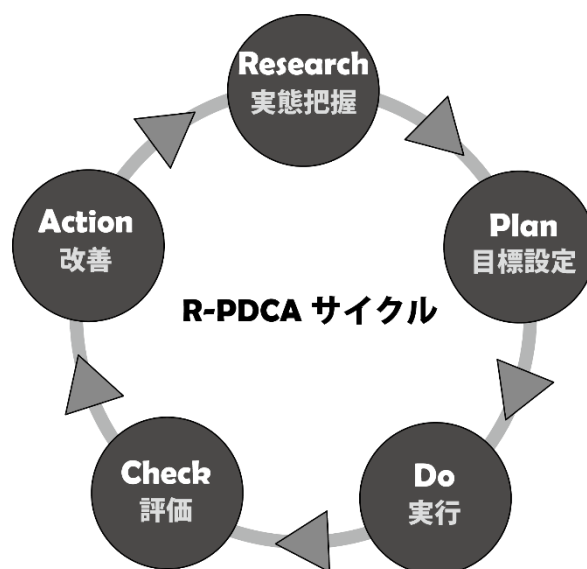 Research
実態把握
Plan
目標設定
Do
実行
Check
評価
Action
改善
R-PDCA サイクル